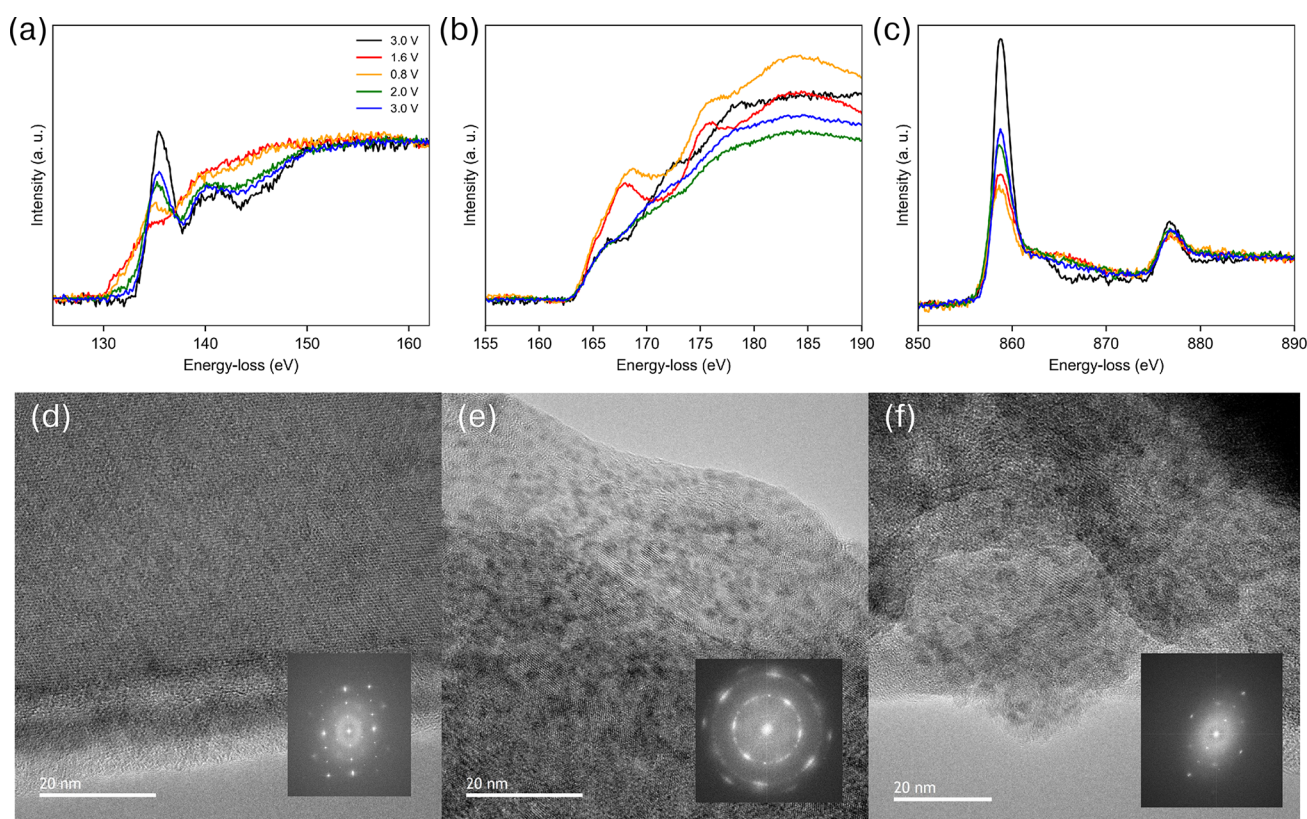 (a)
3.0 V
1.6 V
0.8 V
2.0 V
3.0 V
Intensity (a. u.)
130 140 150 160
Energy-loss (eV)
(b)
Intensity (a. u.)
155 160 165 170 175 180 185 190
Energy-loss (eV)
(c)
Intensity (a. u.)
850 860 870 880 890
Energy-loss (eV)
(d)
20 nm
(e)
20 nm
(f)
20 nm